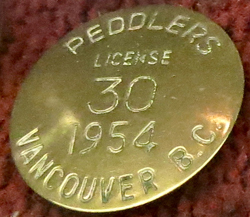 PEDDLERS
LICENSE
30
1954
VANCOUVER B.C.